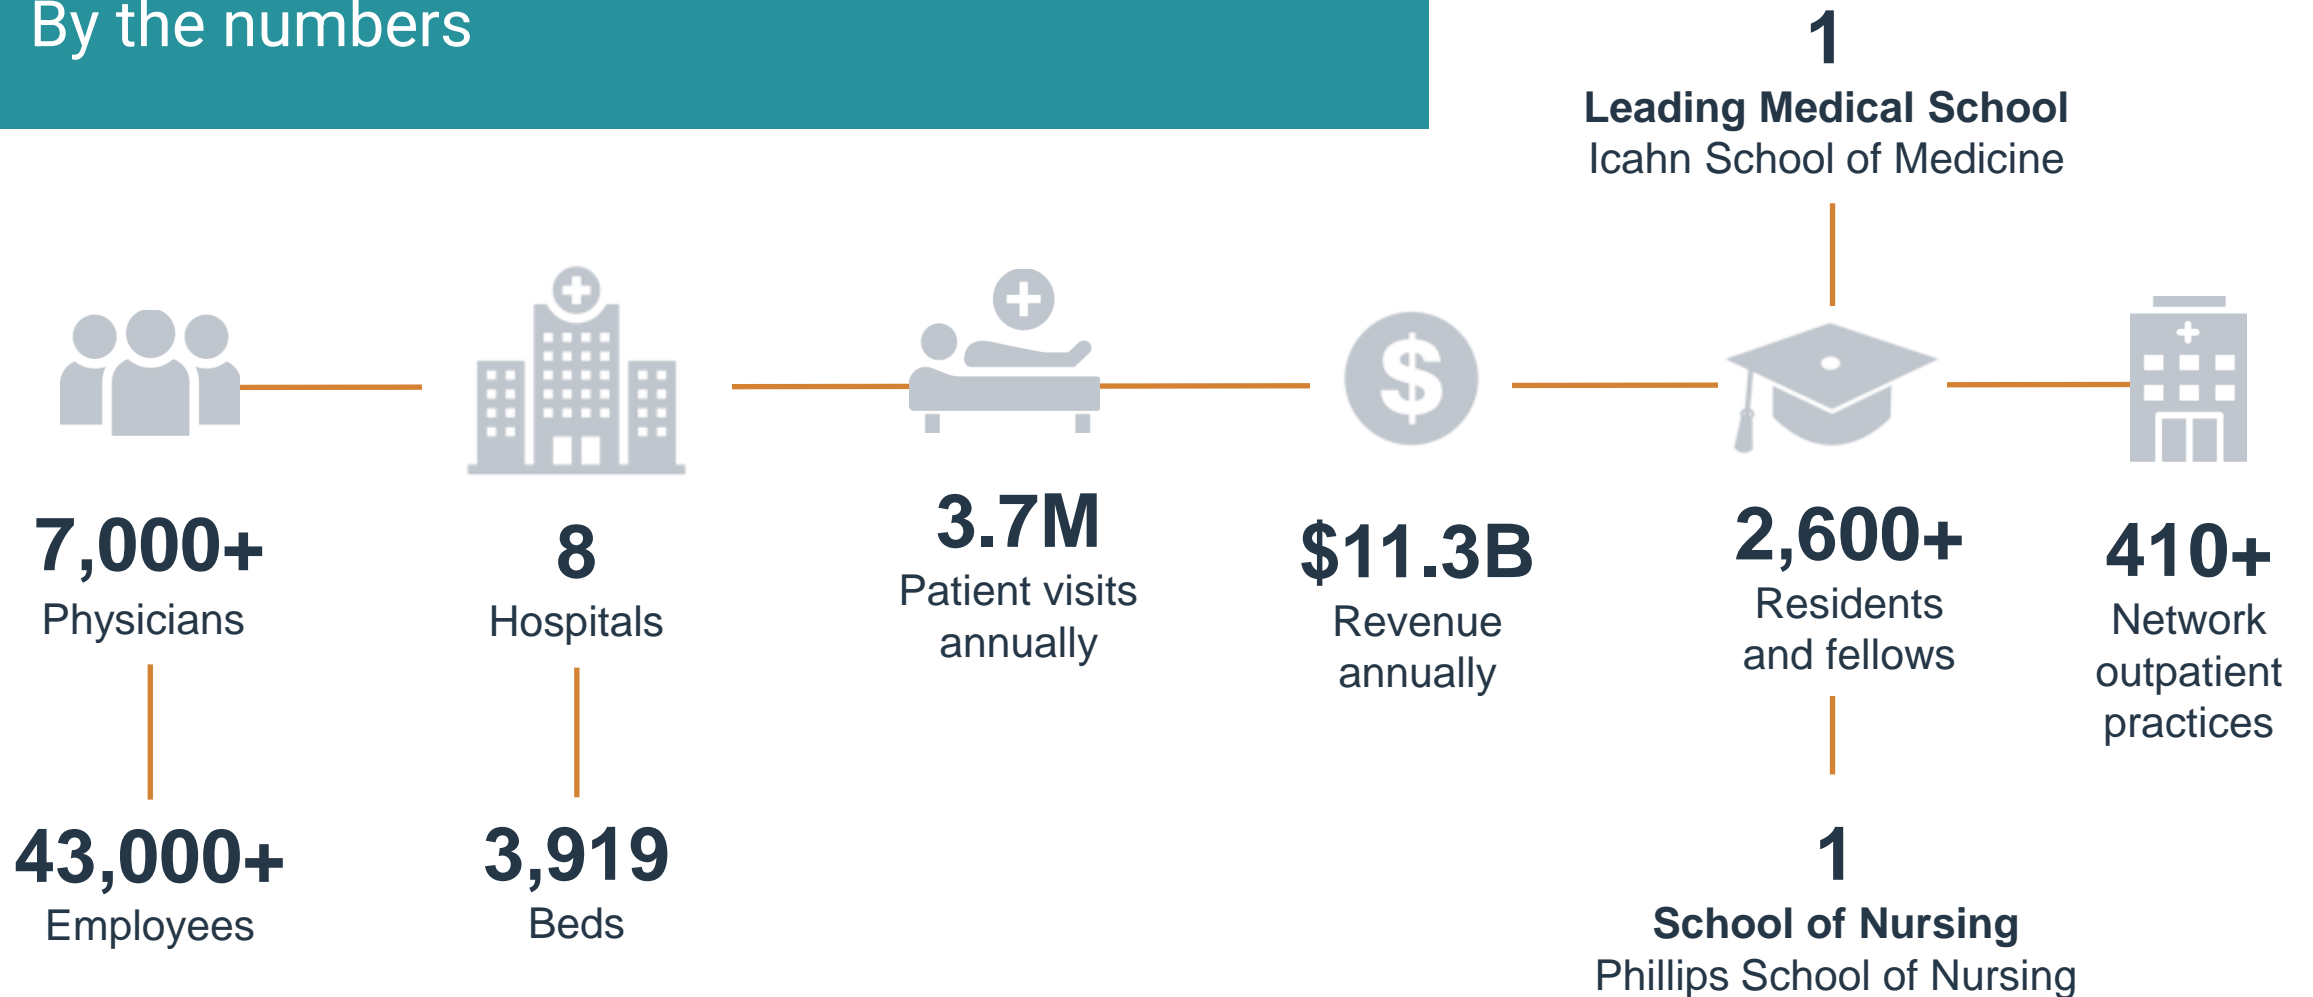 By the numbers
1
Leading Medical School
Icahn School of Medicine
7,000+
Physicians
43,000+
Employees
8
Hospitals
3,919
Beds
3.7M
Patient visits
annually
$11.3B
Revenue
annually
2,600+
Residents
and fellows
1
School of Nursing
Phillips School of Nursing
410+
Network
outpatient
practices